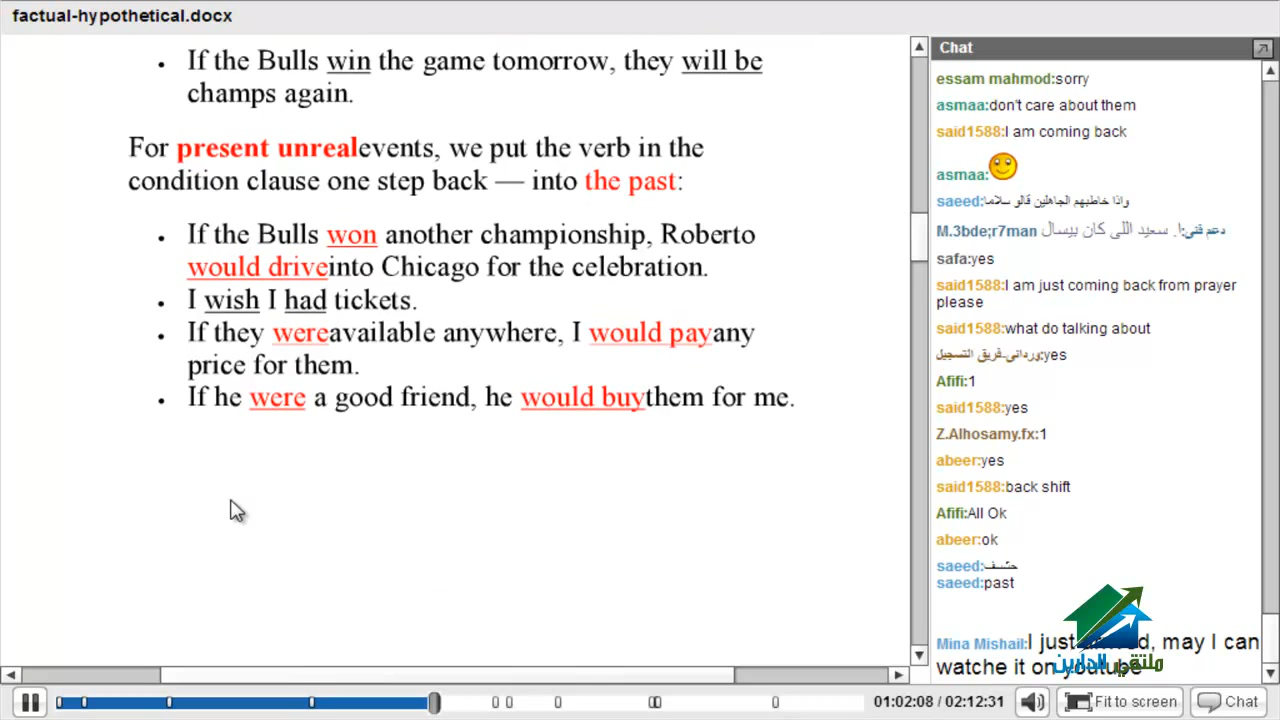 factual-hypothetical.docx
If the Bulls win the game tomorrow, they will be
champs again.
For present unrealevents, we put the verb in the
condition clause one step back — into the past:
If the Bulls won another championship, Roberto
would driveinto Chicago for the celebration.
I wish I had tickets.
If they wereavailable anywhere, I would payany
price for them.
If he were a good friend, he would buythem for me.
Chat
essam mahmod:sorry
asmaa:don't care about them
said1588:I am coming back
asmaa:
saeed:واذا خاطبهم الجاهلين قالو سلاما
M.3bde;r7man دعم فنى:ا. سعيد اللى كان بيسال
safa:yes
said1588:I am just coming back from prayer
please
said1588:what do talking about
وردانى-فريق التسجيل:yes
Afifi:1
said1588:yes
Z.Alhosamy.fx:1
abeer:yes
said1588:back shift
Afifi:All Ok
abeer:ok
saeed:
saeed:past
Mina Mishail:I just may I can
watche it on youtube
ملتقى الدارين
01:02:08 / 02:12:31
Fit to screen
Chat